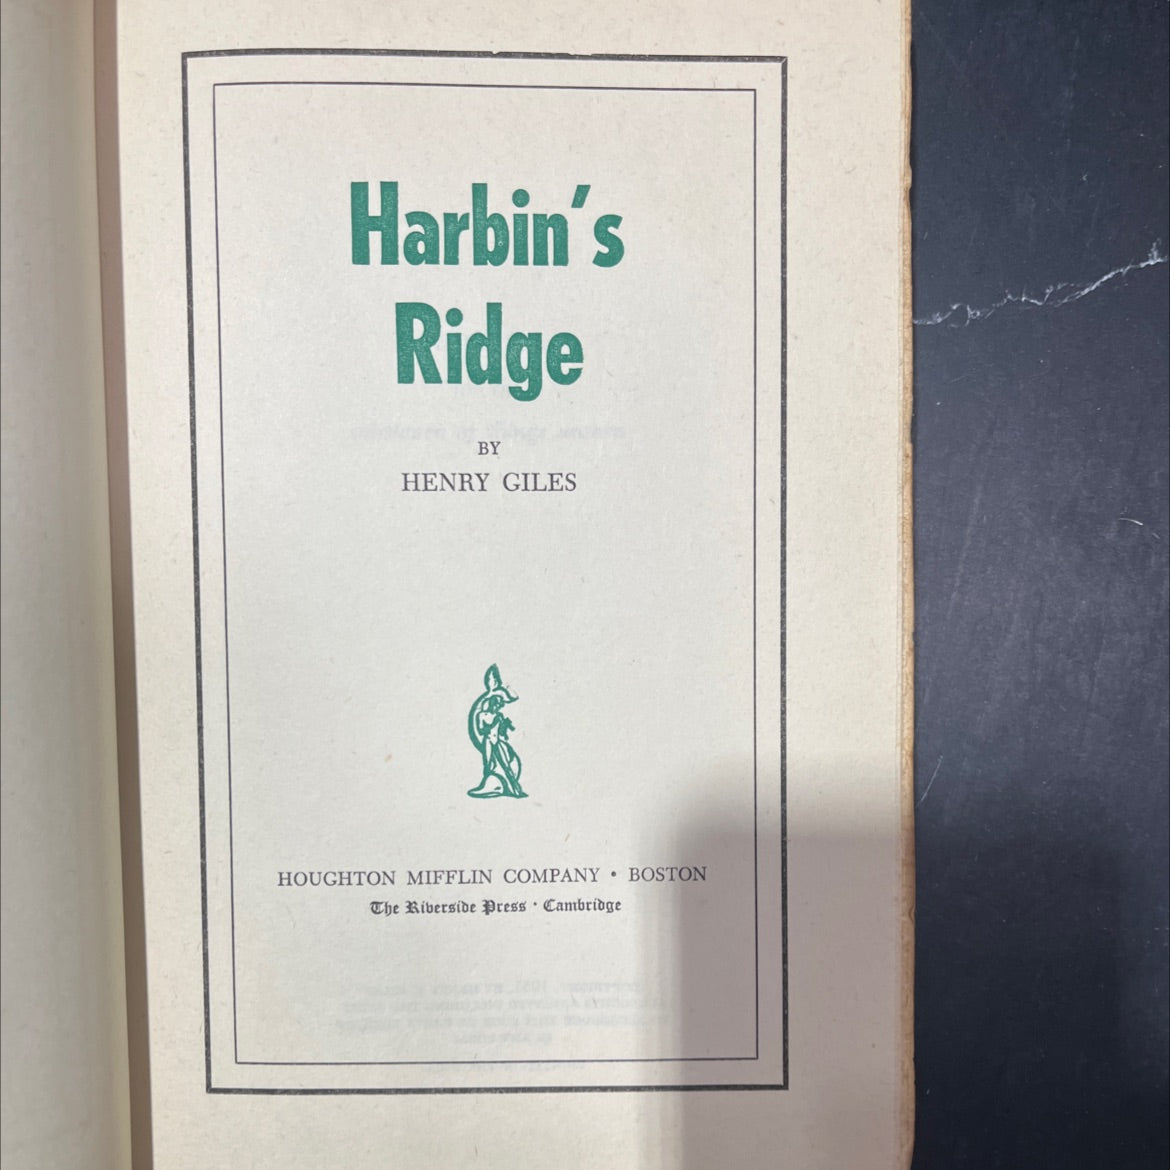 Harbin's
Ridge
BY
HENRY GILES
HOUGHTON MIFFLIN COMPANY • BOSTON
The Riverside Press • Cambridge